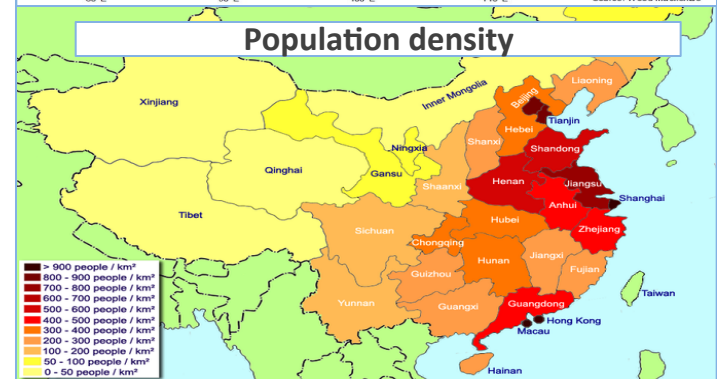 Population density
Liaoning
Xinjiang
Inner Mongolia
Beijing
Tianjin
Hebei
Ningxia
Shanxi
Shandong
Qinghai
Gansu
Shaanxi
Henan
Jiangsu
Shanghai
Tibet
Anhui
Sichuan
Hubei
Zhejiang
Chongqing
Hunan
Jiangxi
Guizhou
Fujian
Yunnan
Guangxi
Guangdong
Taiwan
Hong Kong
Macau
Hainan
> 900 people / km²
800 - 900 people / km²
700 - 800 people / km²
600 - 700 people / km²
500 - 600 people / km²
400 - 500 people / km²
300 - 400 people / km²
200 - 300 people / km²
100 - 200 people / km²
50 - 100 people / km²
0 - 50 people / km²